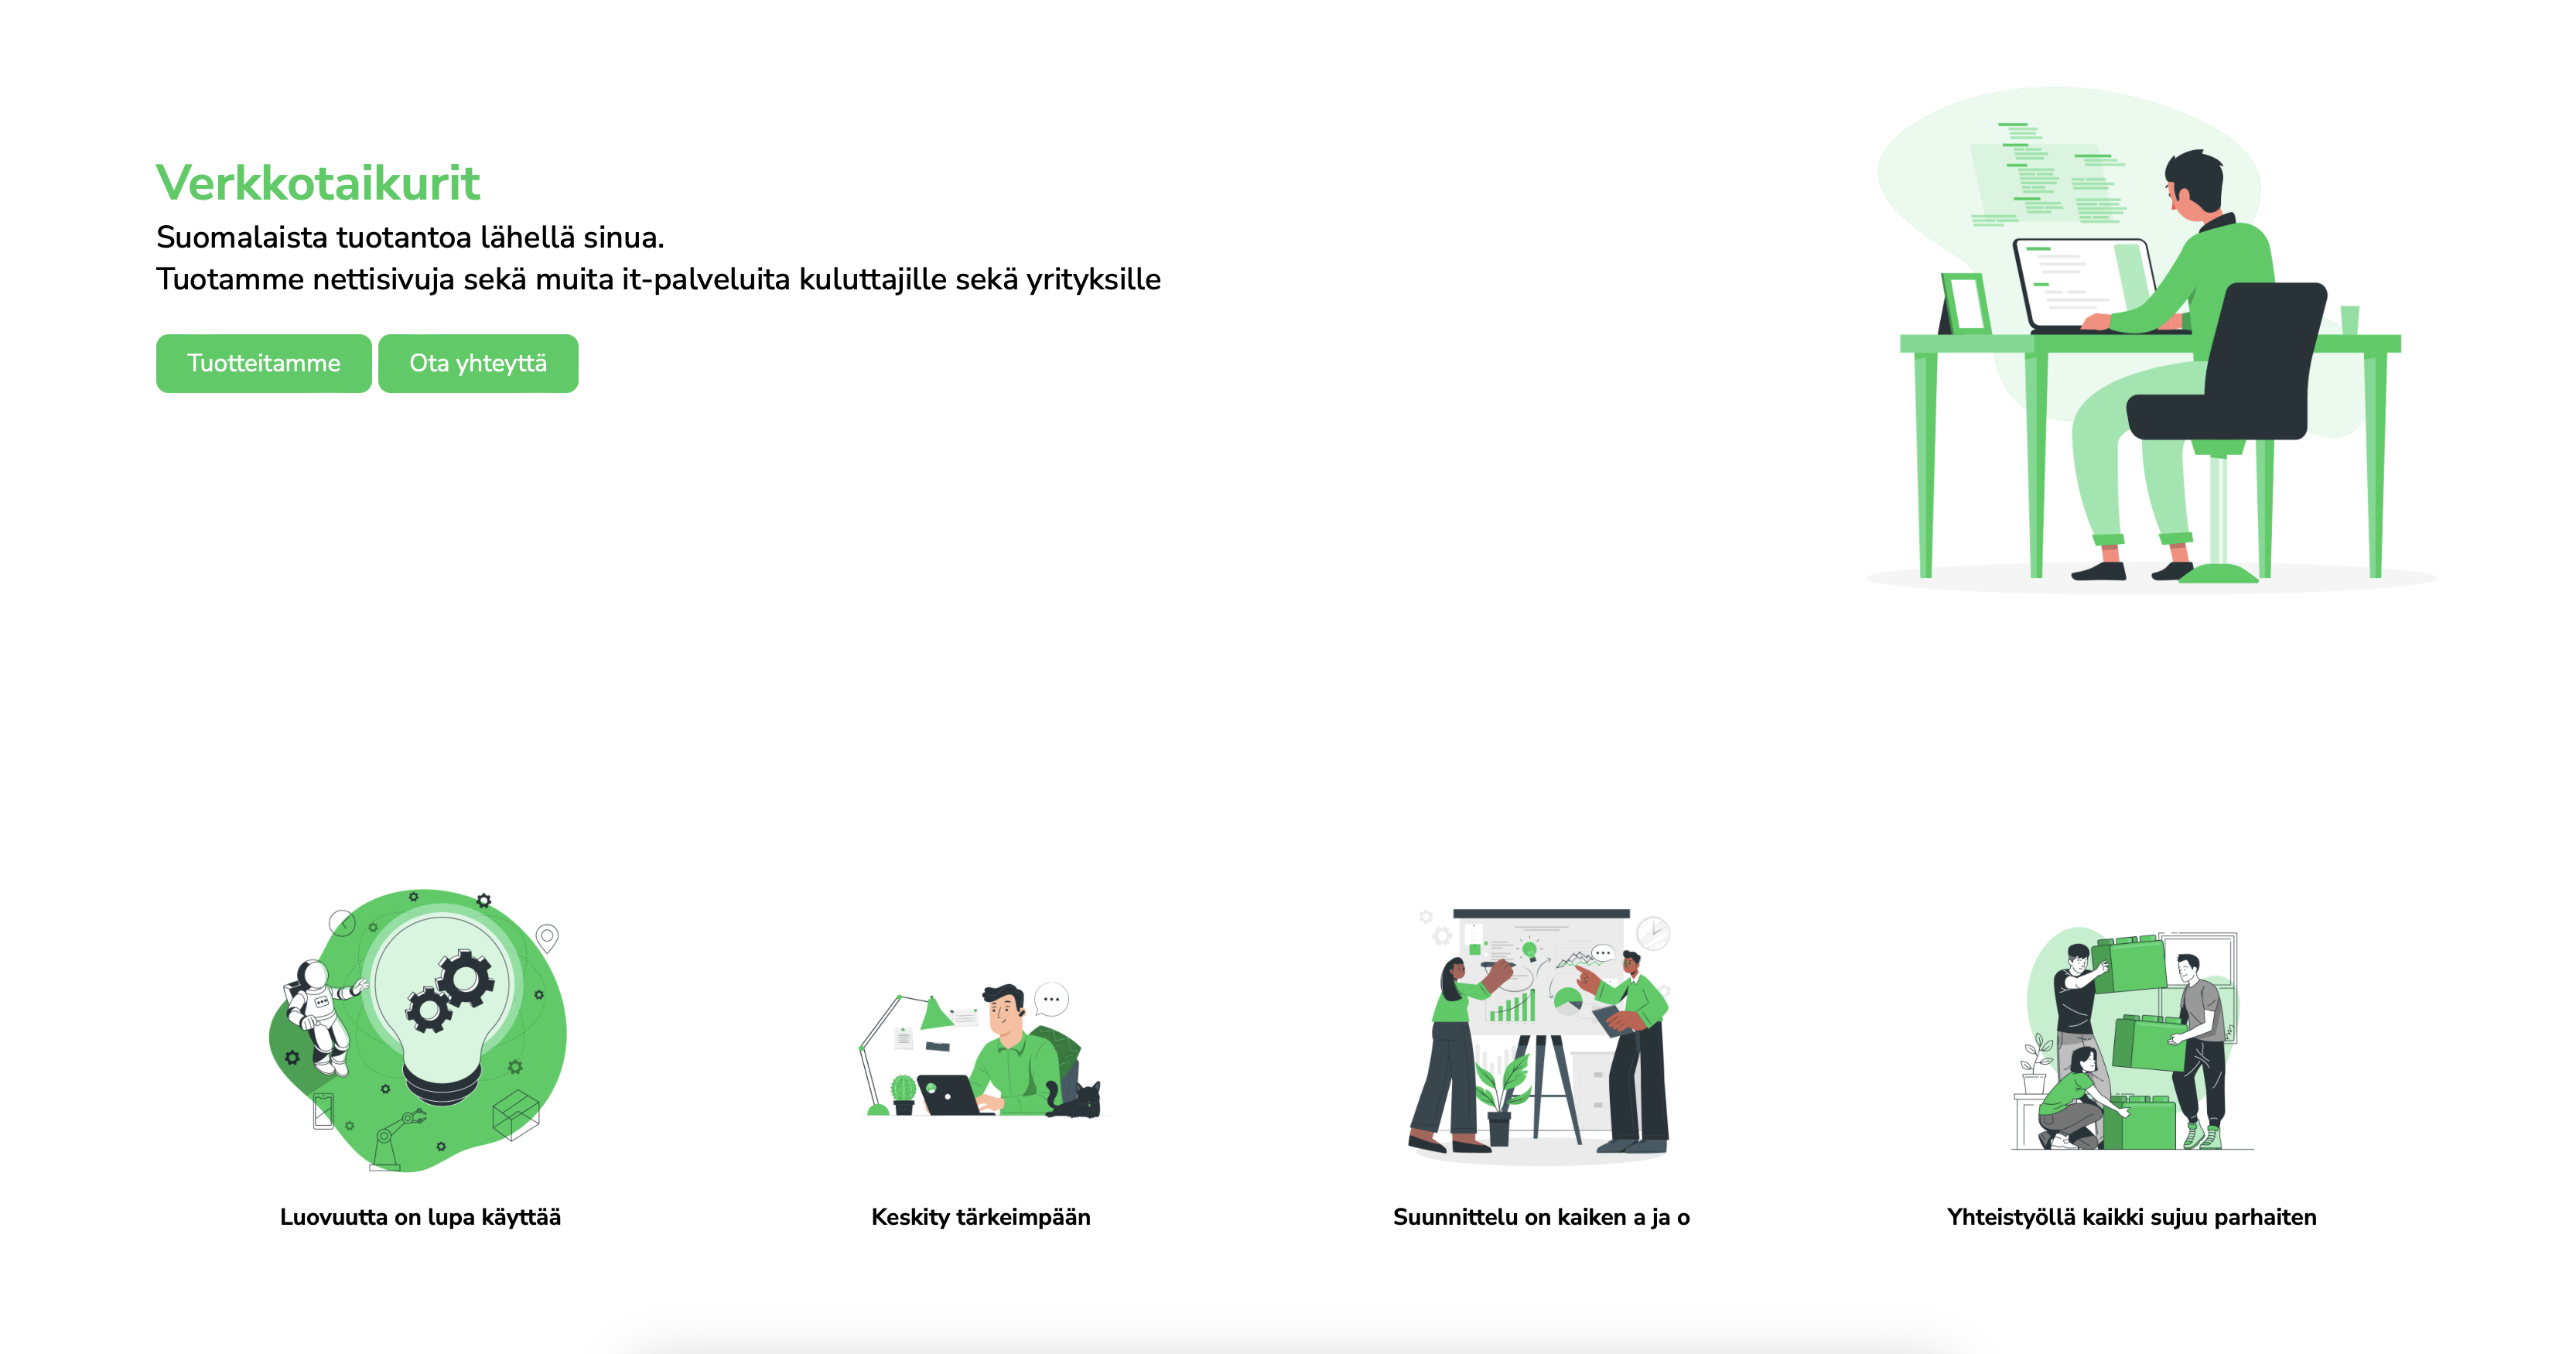 Verkkotaikurit
Suomalaista tuotantoa lähellä sinua.
Tuotamme nettisivuja sekä muita it-palveluita kuluttajille sekä yrityksille
Tuotteitamme
Ota yhteyttä
Luovuutta on lupa käyttää
Keskity tärkeimpään
Suunnittelu on kaiken a ja o
Yhteistyöllä kaikki sujuu parhaiten